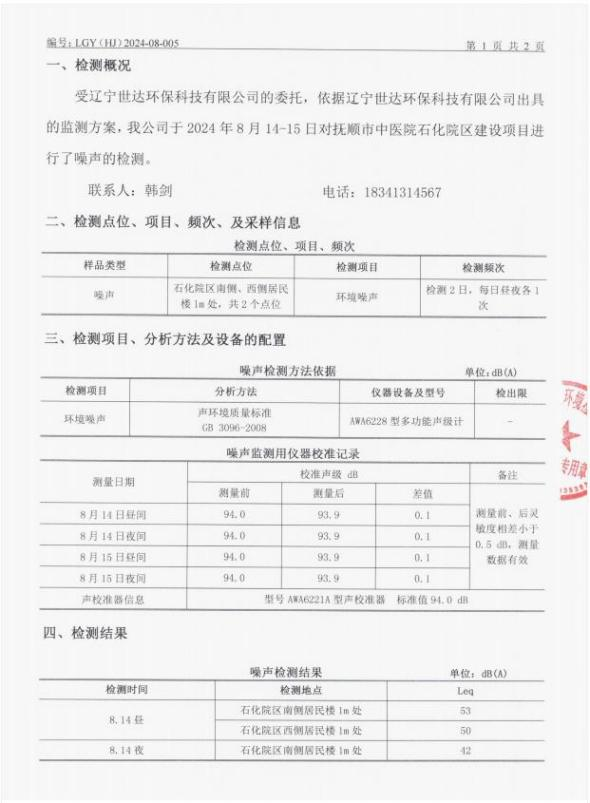 编号: LGY（HJ）2024-08-005 第 1 页 共 2 页
一、检测概况
受辽宁世达环保科技有限公司的委托，依据辽宁世达环保科技有限公司出具
的监测方案，我公司于 2024 年 8 月 14-15 日对抚顺市中医院石化院区建设项目进
行了噪声的检测。
联系人：韩剑 电话：18341314567
二、检测点位、项目、频次、及采样信息
检测点位、项目、频次
样品类型 检测点位 检测项目 检测频次
噪声 石化院区南侧、西侧居民 环境噪声 检测 2 日，每日昼夜各 1
楼 1m 处，共 2 个点位 次
三、检测项目、分析方法及设备的配置
噪声检测方法依据 单位: dB(A)
检测项目 分析方法 仪器设备及型号 检出限
环境噪声 声环境质量标准 AWA6228 型多功能声级计 -
GB 3096-2008
噪声监测用仪器校准记录
测量日期 校准声级 dB 备注
测量前 测量后 差值
8 月 14 日昼间 94.0 93.9 0.1 测量前、后灵
8 月 14 日夜间 94.0 93.9 0.1 敏度相差小于
8 月 15 日昼间 94.0 93.9 0.1 0.5 dB，测量
8 月 15 日夜间 94.0 93.9 0.1 数据有效
声校准器信息 型号 AWA6221A 型声校准器 标准值 94.0 dB
四、检测结果
噪声检测结果 单位: dB(A)
检测时间 检测地点 Leq
8.14 昼 石化院区南侧居民楼 1m 处 53
石化院区西侧居民楼 1m 处 50
8.14 夜 石化院区南侧居民楼 1m 处 42
环境
专用章